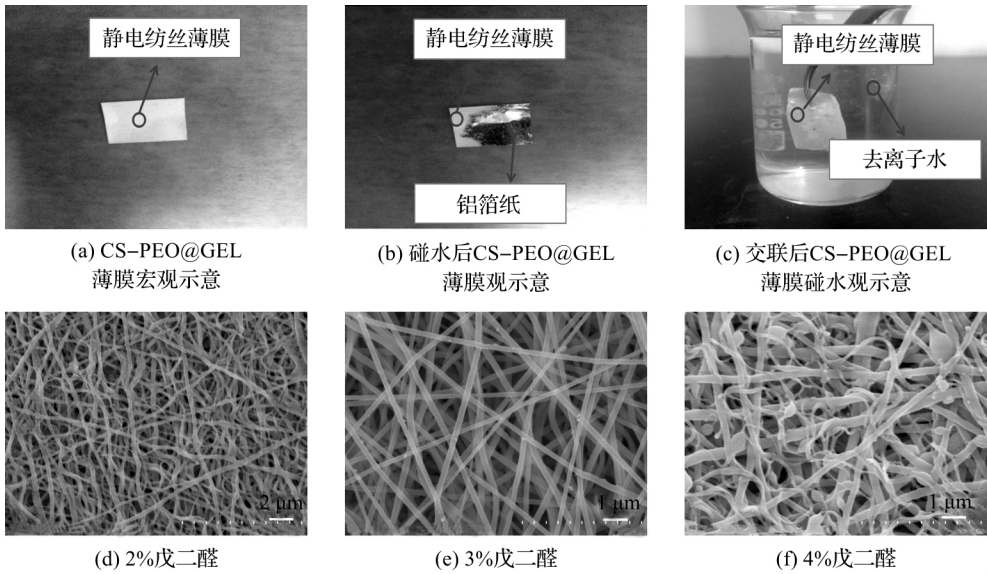 静电纺丝薄膜
静电纺丝薄膜
静电纺丝薄膜
铝箔纸
去离子水
(a) CS–PEO@GEL
薄膜宏观示意
(b) 碰水后CS–PEO@GEL
薄膜观示意
(c) 交联后CS–PEO@GEL
薄膜碰水观示意
2 μm
1 μm
1 μm
(d) 2%戊二醛
(e) 3%戊二醛
(f) 4%戊二醛